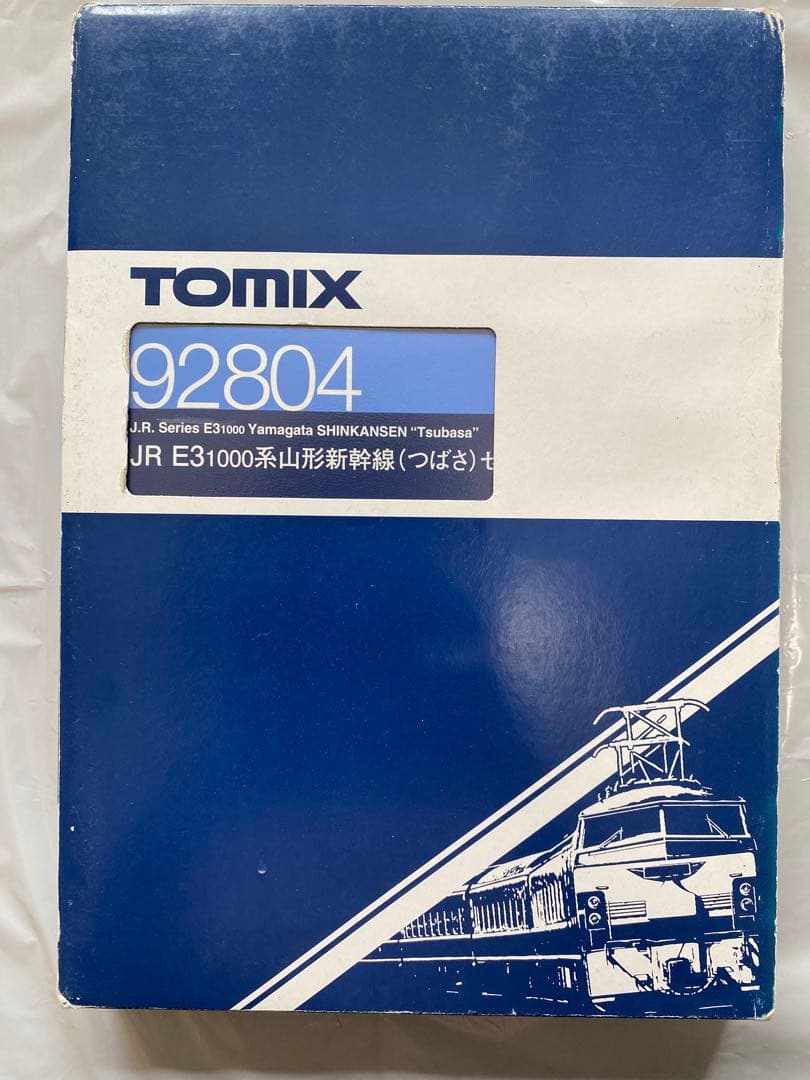 TOMIX
92804
J.R. Series E31000 Yamagata SHINKANSEN “Tsubasa”
JR E31000系山形新幹線(つばさ)セ